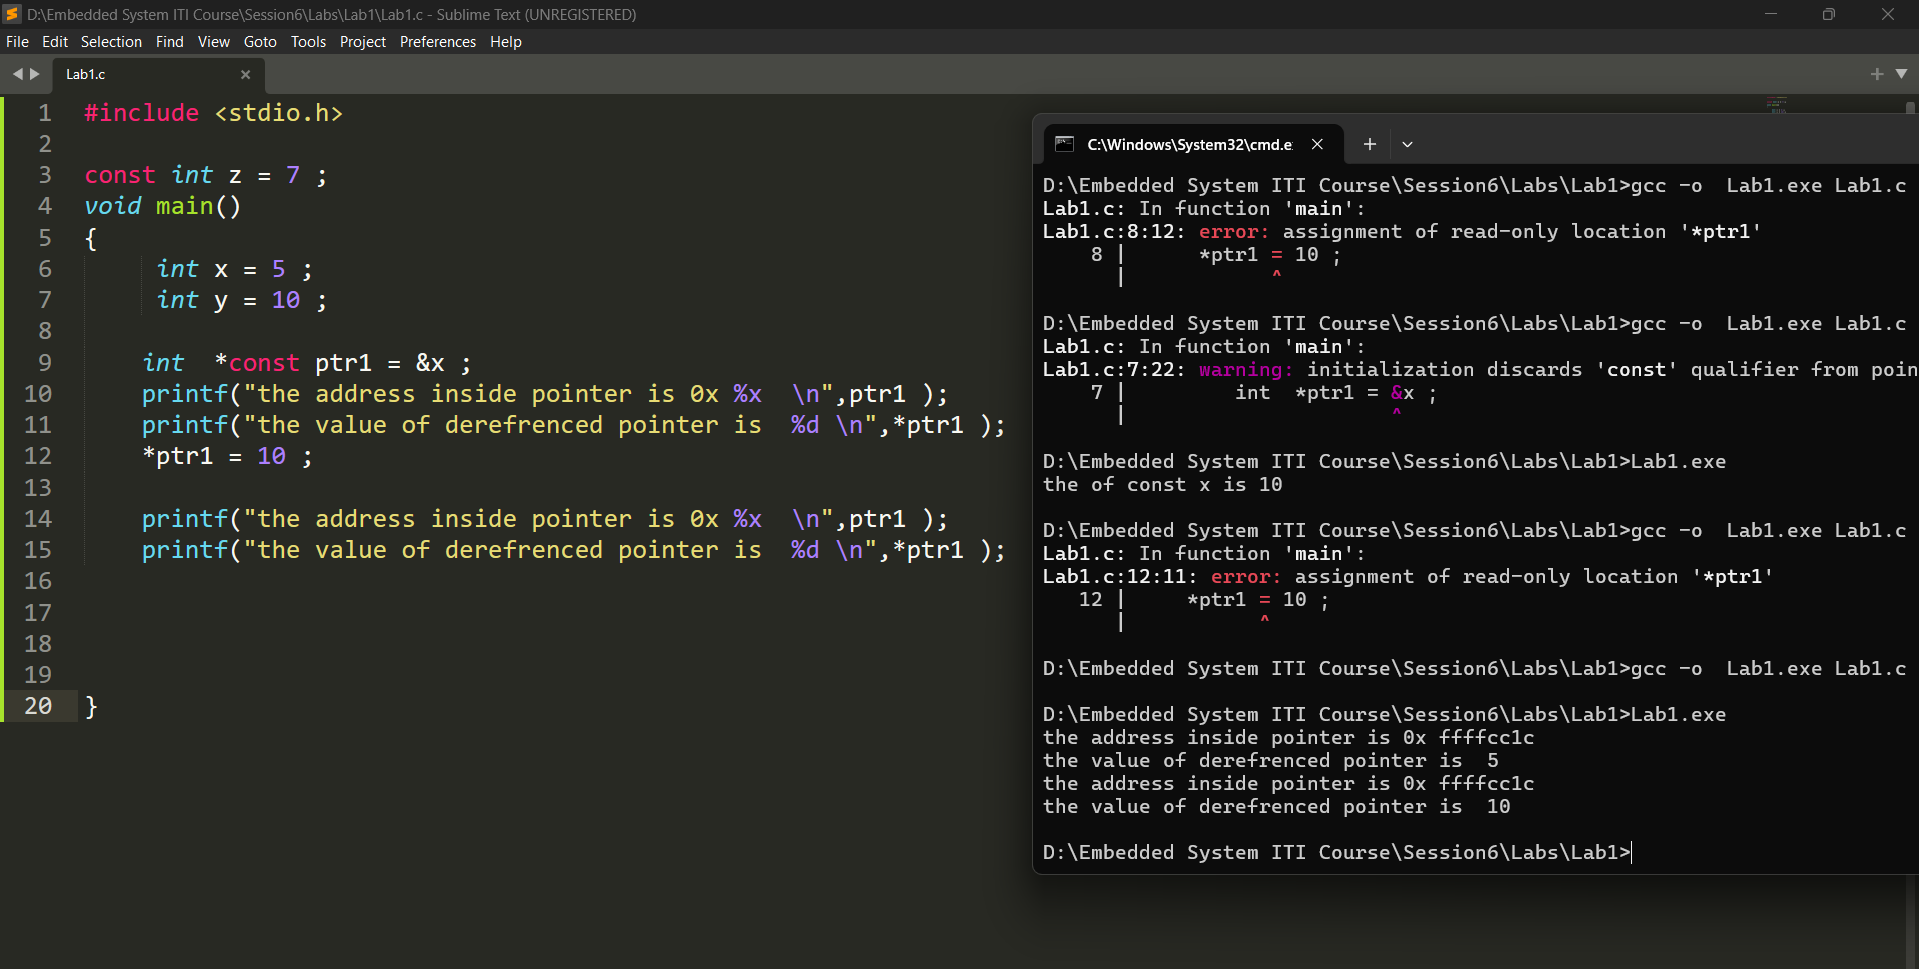 D:\Embedded System ITI Course\Session6\Labs\Lab1\Lab1.c - Sublime Text (UNREGISTERED)
File Edit Selection Find View Goto Tools Project Preferences Help
Lab1.c
1 #include <stdio.h>
2
3 const int z = 7 ;
4 void main()
5 {
6 int x = 5 ;
7 int y = 10 ;
8
9 int  *const ptr1 = &x ;
10 printf("the address inside pointer is 0x %x  \n",ptr1 );
11 printf("the value of derefrenced pointer is  %d \n",*ptr1 );
12 *ptr1 = 10 ;
13
14 printf("the address inside pointer is 0x %x  \n",ptr1 );
15 printf("the value of derefrenced pointer is  %d \n",*ptr1 );
16
17
18
19
20 }
C:\Windows\System32\cmd.e
D:\Embedded System ITI Course\Session6\Labs\Lab1>gcc -o  Lab1.exe Lab1.c
Lab1.c: In function 'main':
Lab1.c:8:12: error: assignment of read-only location '*ptr1'
8 |      *ptr1 = 10 ;
|            ^
D:\Embedded System ITI Course\Session6\Labs\Lab1>gcc -o  Lab1.exe Lab1.c
Lab1.c: In function 'main':
Lab1.c:7:22: warning: initialization discards 'const' qualifier from poin
7 |         int  *ptr1 = &x ;
|                      ^
D:\Embedded System ITI Course\Session6\Labs\Lab1>Lab1.exe
the of const x is 10
D:\Embedded System ITI Course\Session6\Labs\Lab1>gcc -o  Lab1.exe Lab1.c
Lab1.c: In function 'main':
Lab1.c:12:11: error: assignment of read-only location '*ptr1'
12 |     *ptr1 = 10 ;
|           ^
D:\Embedded System ITI Course\Session6\Labs\Lab1>gcc -o  Lab1.exe Lab1.c
D:\Embedded System ITI Course\Session6\Labs\Lab1>Lab1.exe
the address inside pointer is 0x ffffcc1c
the value of derefrenced pointer is  5
the address inside pointer is 0x ffffcc1c
the value of derefrenced pointer is  10
D:\Embedded System ITI Course\Session6\Labs\Lab1>